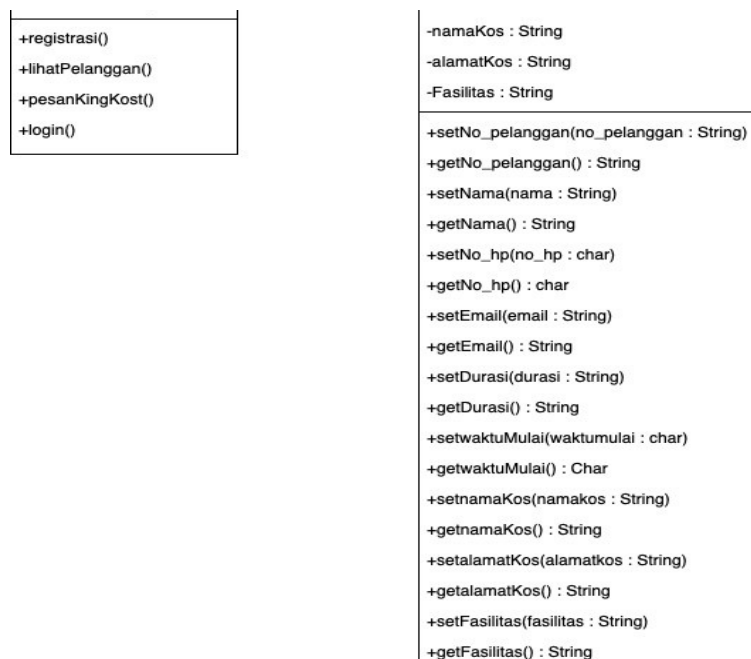 +registrasi()
+lihatPelanggan()
+pesanKingKost()
+login()
-namaKos : String
-alamatKos : String
-Fasilitas : String
+setNo_pelanggan(no_pelanggan : String)
+getNo_pelanggan() : String
+setNama(nama : String)
+getNama() : String
+setNo_hp(no_hp : char)
+getNo_hp() : char
+setEmail(email : String)
+getEmail() : String
+setDurasi(durasi : String)
+getDurasi() : String
+setwaktuMulai(waktumulai : char)
+getwaktuMulai() : Char
+setnamaKos(namakos : String)
+getnamaKos() : String
+setalamatKos(alamatkos : String)
+getalamatKos() : String
+setFasilitas(fasilitas : String)
+getFasilitas() : String